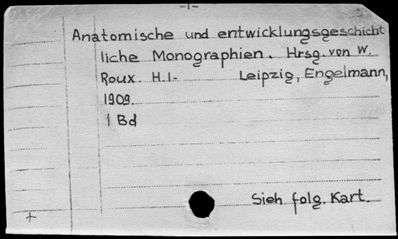 -1-
Anatomische und entwicklungsgeschicht
liche Monographien. Hrsg. von W.
Roux. H.1- Leipzig, Engelmann,
1909.
1 Bd
Sieh folg. Kart.
+